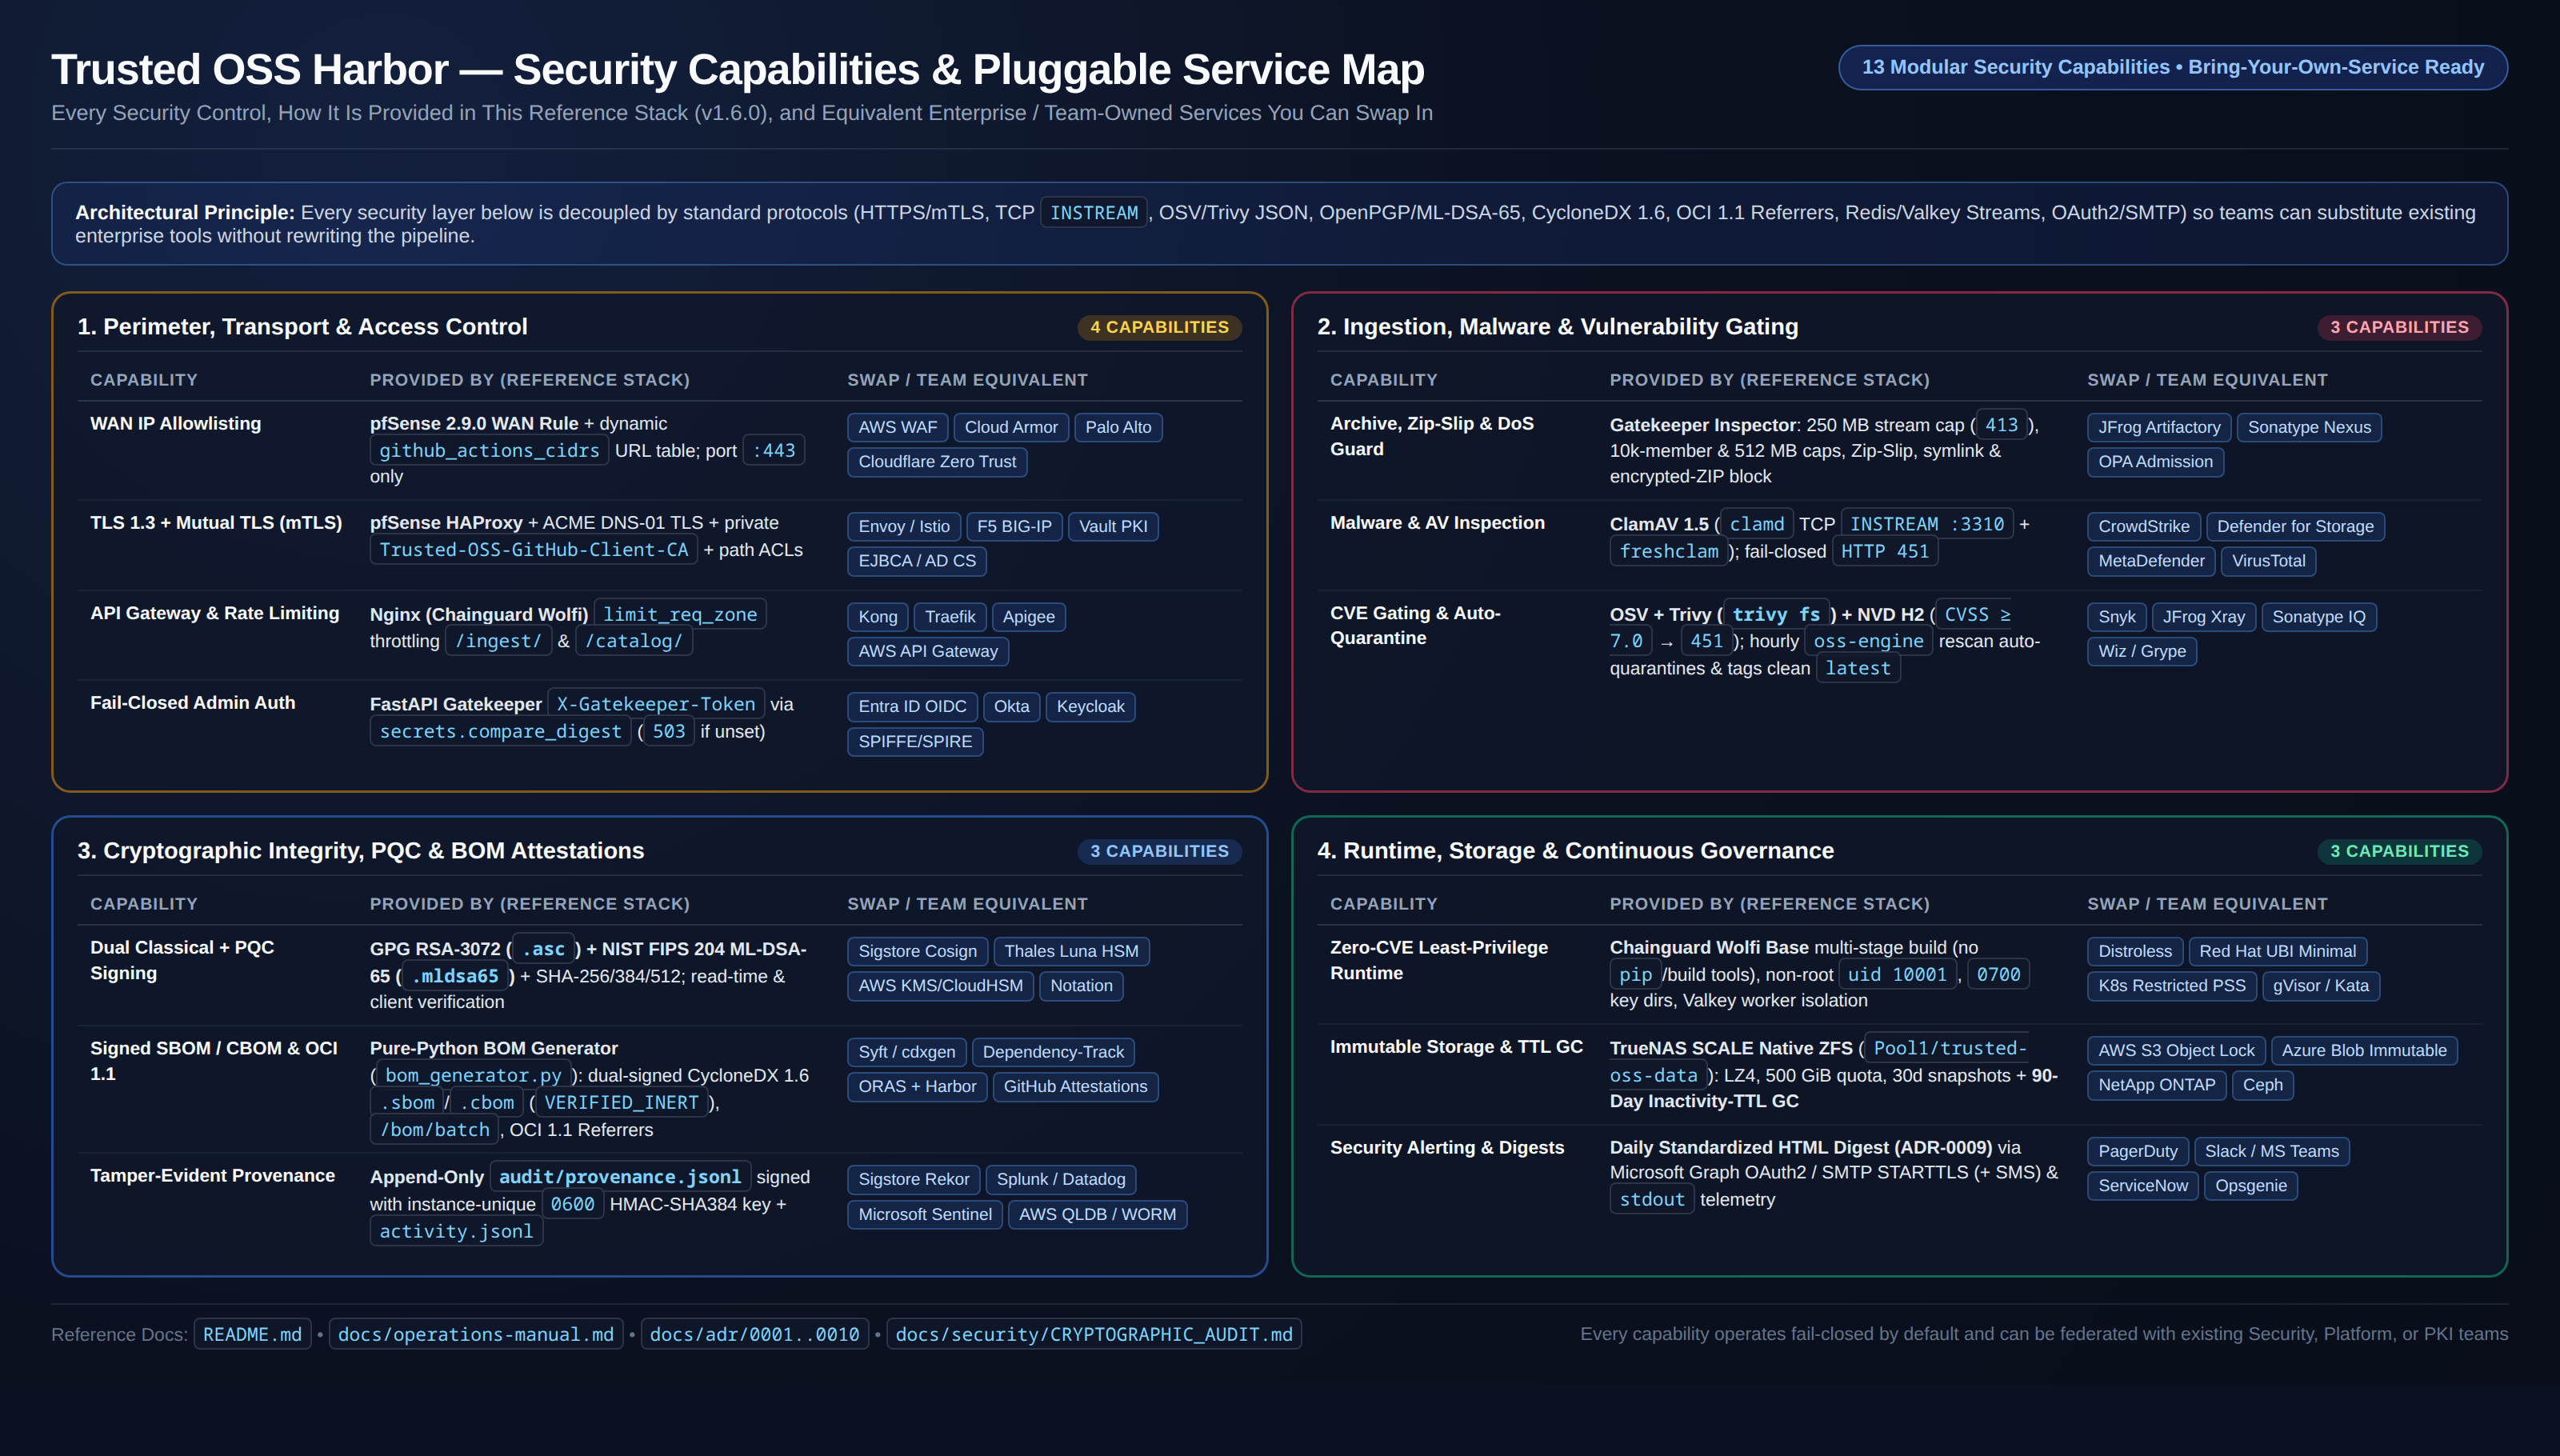 Trusted OSS Harbor — Security Capabilities & Pluggable Service Map
13 Modular Security Capabilities • Bring-Your-Own-Service Ready
Every Security Control, How It Is Provided in This Reference Stack (v1.6.0), and Equivalent Enterprise / Team-Owned Services You Can Swap In
Architectural Principle: Every security layer below is decoupled by standard protocols (HTTPS/mTLS, TCP INSTREAM, OSV/Trivy JSON, OpenPGP/ML-DSA-65, CycloneDX 1.6, OCI 1.1 Referrers, Redis/Valkey Streams, OAuth2/SMTP) so teams can substitute existing
enterprise tools without rewriting the pipeline.
1. Perimeter, Transport & Access Control
4 CAPABILITIES
CAPABILITY
PROVIDED BY (REFERENCE STACK)
SWAP / TEAM EQUIVALENT
WAN IP Allowlisting
pfSense 2.9.0 WAN Rule + dynamic
github_actions_cidrs URL table; port :443
only
AWS WAF Cloud Armor Palo Alto
Cloudflare Zero Trust
TLS 1.3 + Mutual TLS (mTLS)
pfSense HAProxy + ACME DNS-01 TLS + private
Trusted-OSS-GitHub-Client-CA + path ACLs
Envoy / Istio F5 BIG-IP Vault PKI
EJBCA / AD CS
API Gateway & Rate Limiting
Nginx (Chainguard Wolfi) limit_req_zone
throttling /ingest/ & /catalog/
Kong Traefik Apigee
AWS API Gateway
Fail-Closed Admin Auth
FastAPI Gatekeeper X-Gatekeeper-Token via
secrets.compare_digest (503 if unset)
Entra ID OIDC Okta Keycloak
SPIFFE/SPIRE
2. Ingestion, Malware & Vulnerability Gating
3 CAPABILITIES
CAPABILITY
PROVIDED BY (REFERENCE STACK)
SWAP / TEAM EQUIVALENT
Archive, Zip-Slip & DoS
Guard
Gatekeeper Inspector: 250 MB stream cap (413),
10k-member & 512 MB caps, Zip-Slip, symlink &
encrypted-ZIP block
JFrog Artifactory Sonatype Nexus
OPA Admission
Malware & AV Inspection
ClamAV 1.5 (clamd TCP INSTREAM :3310 +
freshclam); fail-closed HTTP 451
CrowdStrike Defender for Storage
MetaDefender VirusTotal
CVE Gating & Auto-
Quarantine
OSV + Trivy (trivy fs) + NVD H2 (CVSS ≥
7.0 → 451); hourly oss-engine rescan auto-
quarantines & tags clean latest
Snyk JFrog Xray Sonatype IQ
Wiz / Grype
3. Cryptographic Integrity, PQC & BOM Attestations
3 CAPABILITIES
CAPABILITY
PROVIDED BY (REFERENCE STACK)
SWAP / TEAM EQUIVALENT
Dual Classical + PQC
Signing
GPG RSA-3072 (.asc) + NIST FIPS 204 ML-DSA-
65 (.mldsa65) + SHA-256/384/512; read-time &
client verification
Sigstore Cosign Thales Luna HSM
AWS KMS/CloudHSM Notation
Signed SBOM / CBOM & OCI
1.1
Pure-Python BOM Generator
(bom_generator.py): dual-signed CycloneDX 1.6
.sbom/.cbom (VERIFIED_INERT),
/bom/batch, OCI 1.1 Referrers
Syft / cdxgen Dependency-Track
ORAS + Harbor GitHub Attestations
Tamper-Evident Provenance
Append-Only audit/provenance.jsonl signed
with instance-unique 0600 HMAC-SHA384 key +
activity.jsonl
Sigstore Rekor Splunk / Datadog
Microsoft Sentinel AWS QLDB / WORM
4. Runtime, Storage & Continuous Governance
3 CAPABILITIES
CAPABILITY
PROVIDED BY (REFERENCE STACK)
SWAP / TEAM EQUIVALENT
Zero-CVE Least-Privilege
Runtime
Chainguard Wolfi Base multi-stage build (no
pip/build tools), non-root uid 10001, 0700
key dirs, Valkey worker isolation
Distroless Red Hat UBI Minimal
K8s Restricted PSS gVisor / Kata
Immutable Storage & TTL GC
TrueNAS SCALE Native ZFS (Pool1/trusted-
oss-data): LZ4, 500 GiB quota, 30d snapshots + 90-
Day Inactivity-TTL GC
AWS S3 Object Lock Azure Blob Immutable
NetApp ONTAP Ceph
Security Alerting & Digests
Daily Standardized HTML Digest (ADR-0009) via
Microsoft Graph OAuth2 / SMTP STARTTLS (+ SMS) &
stdout telemetry
PagerDuty Slack / MS Teams
ServiceNow Opsgenie
Reference Docs: README.md • docs/operations-manual.md • docs/adr/0001..0010 • docs/security/CRYPTOGRAPHIC_AUDIT.md
Every capability operates fail-closed by default and can be federated with existing Security, Platform, or PKI teams